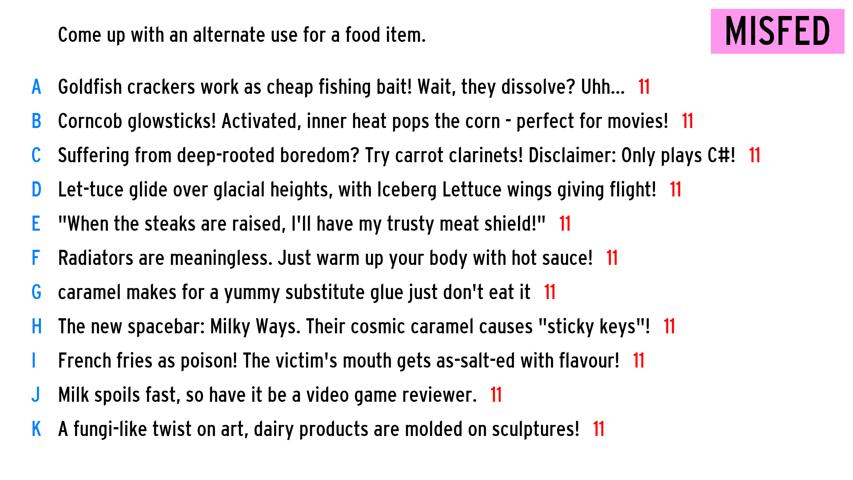 Come up with an alternate use for a food item.
MISFED
A Goldfish crackers work as cheap fishing bait! Wait, they dissolve? Uhh... 11
B Corncob glowsticks! Activated, inner heat pops the corn - perfect for movies! 11
C Suffering from deep-rooted boredom? Try carrot clarinets! Disclaimer: Only plays C#! 11
D Let-tuce glide over glacial heights, with Iceberg Lettuce wings giving flight! 11
E "When the steaks are raised, I'll have my trusty meat shield!" 11
F Radiators are meaningless. Just warm up your body with hot sauce! 11
G caramel makes for a yummy substitute glue just don't eat it 11
H The new spacebar: Milky Ways. Their cosmic caramel causes "sticky keys"! 11
I French fries as poison! The victim's mouth gets as-salt-ed with flavour! 11
J Milk spoils fast, so have it be a video game reviewer. 11
K A fungi-like twist on art, dairy products are molded on sculptures! 11